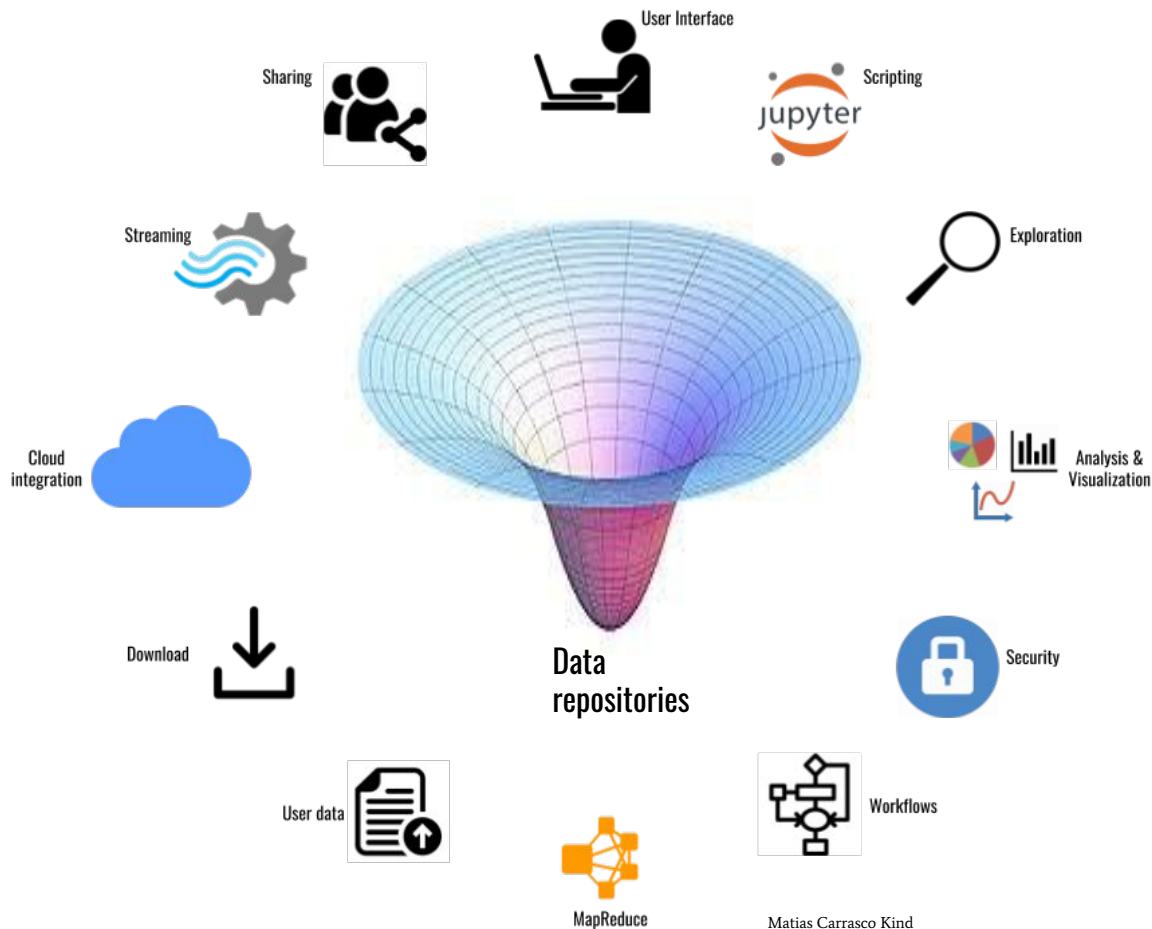 User Interface
Sharing
Scripting
jupyter
Streaming
Exploration
Cloud
integration
Analysis &
Visualization
Download
Data
repositories
Security
User data
Workflows
MapReduce
Matias Carrasco Kind